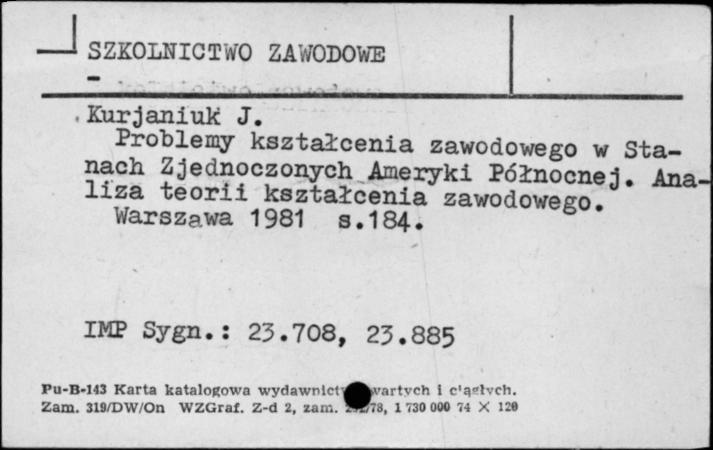 SZKOLNICTWO ZAWODOWE
-
Kurjaniuk J.
Problemy kształcenia zawodowego w Sta-
nach Zjednoczonych Ameryki Północnej. Ana-
liza teorii kształcenia zawodowego.
Warszawa 1981 s.184.
IMP Sygn.: 23.708, 23.885
Pu-B-143 Karta katalogowa i ciągłych.
Zam. 319/DW/On WZGraf. Z-d 2, zam. 1 730 000 74 X 120